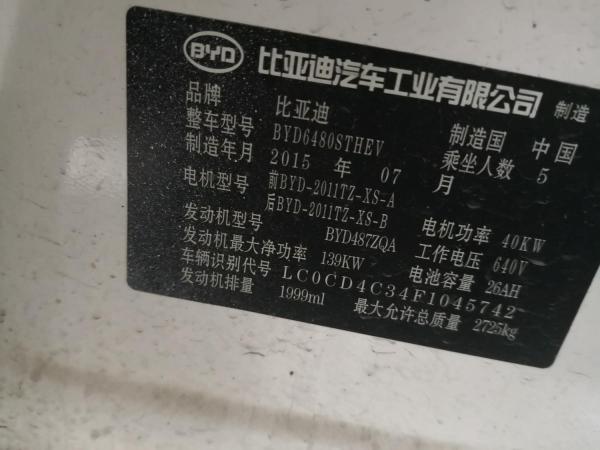 BYD 比亚迪汽车工业有限公司 制造
品牌 比亚迪
整车型号 BYD6480STHEV 制造国 中国
制造年月 2015 年 07 月 乘坐人数 5
电机型号 前BYD-2011TZ-XS-A
后BYD-2011TZ-XS-B 电机功率 40KW
发动机型号 BYD487ZQA 工作电压 640V
发动机最大净功率 139KW 电池容量 26AH
车辆识别代号 LC0CD4C34F1045742
发动机排量 1999ml 最大允许总质量 2725kg